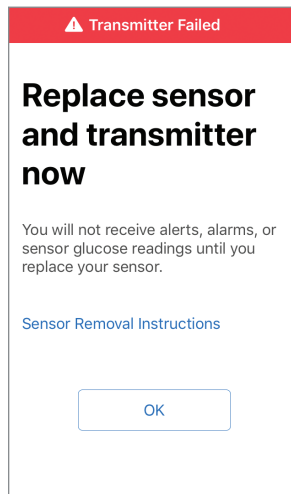 Transmitter Failed
Replace sensor
and transmitter
now
You will not receive alerts, alarms, or
sensor glucose readings until you
replace your sensor.
Sensor Removal Instructions
OK